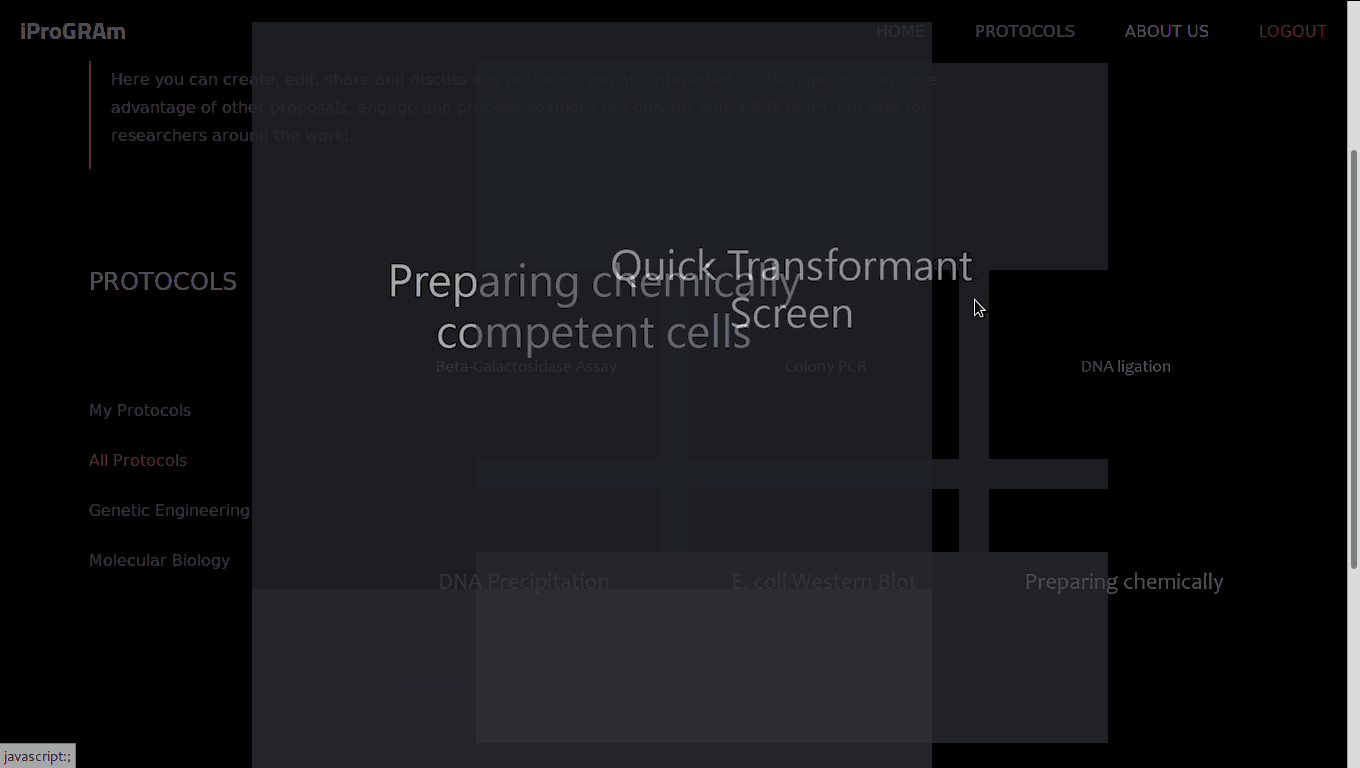 iProGRAm
HOME PROTOCOLS ABOUT US LOGOUT
Here you can create, edit, share and discuss any protocols you are interested in. We hope you can take
advantage of other proposals, engage and propose solutions not only for your iGEM team, but also for
researchers around the world.
PROTOCOLS
Quick Transformant
Screen
Preparing chemically
competent cells
Beta-Galactosidase Assay
Colony PCR
DNA ligation
My Protocols
All Protocols
Genetic Engineering
Molecular Biology
DNA Precipitation
E. coli Western Blot
Preparing chemically
javascript:;